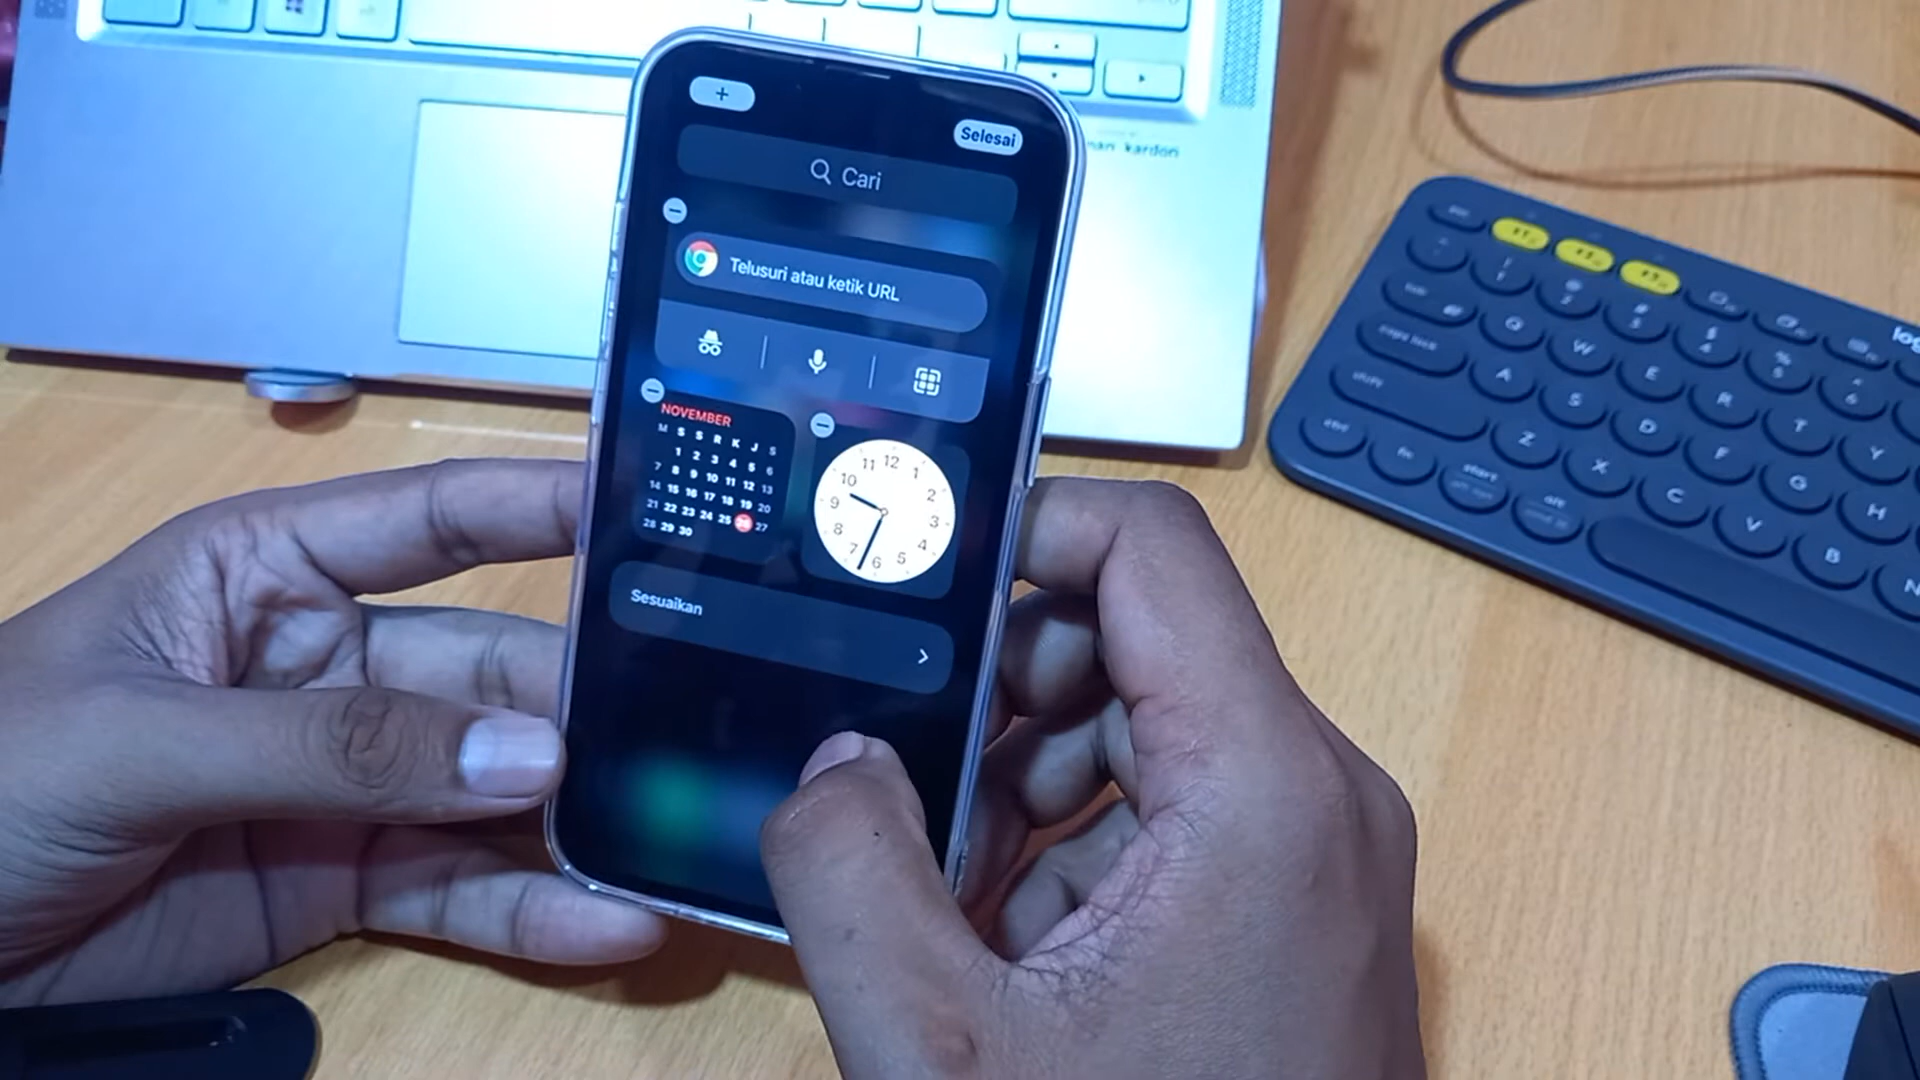 +
Selesai
Cari
Telusuri atau ketik URL
NOVEMBER
M S S R K J S
1 2 3 4 5 6
7 8 9 10 11 12 13
14 15 16 17 18 19 20
21 22 23 24 25 26 27
28 29 30
12
11 1
10 2
9 3
8 4
7 5
6
Sesuaikan
kardon
Q W E R T Y
A S D F G H
Z X C V B N